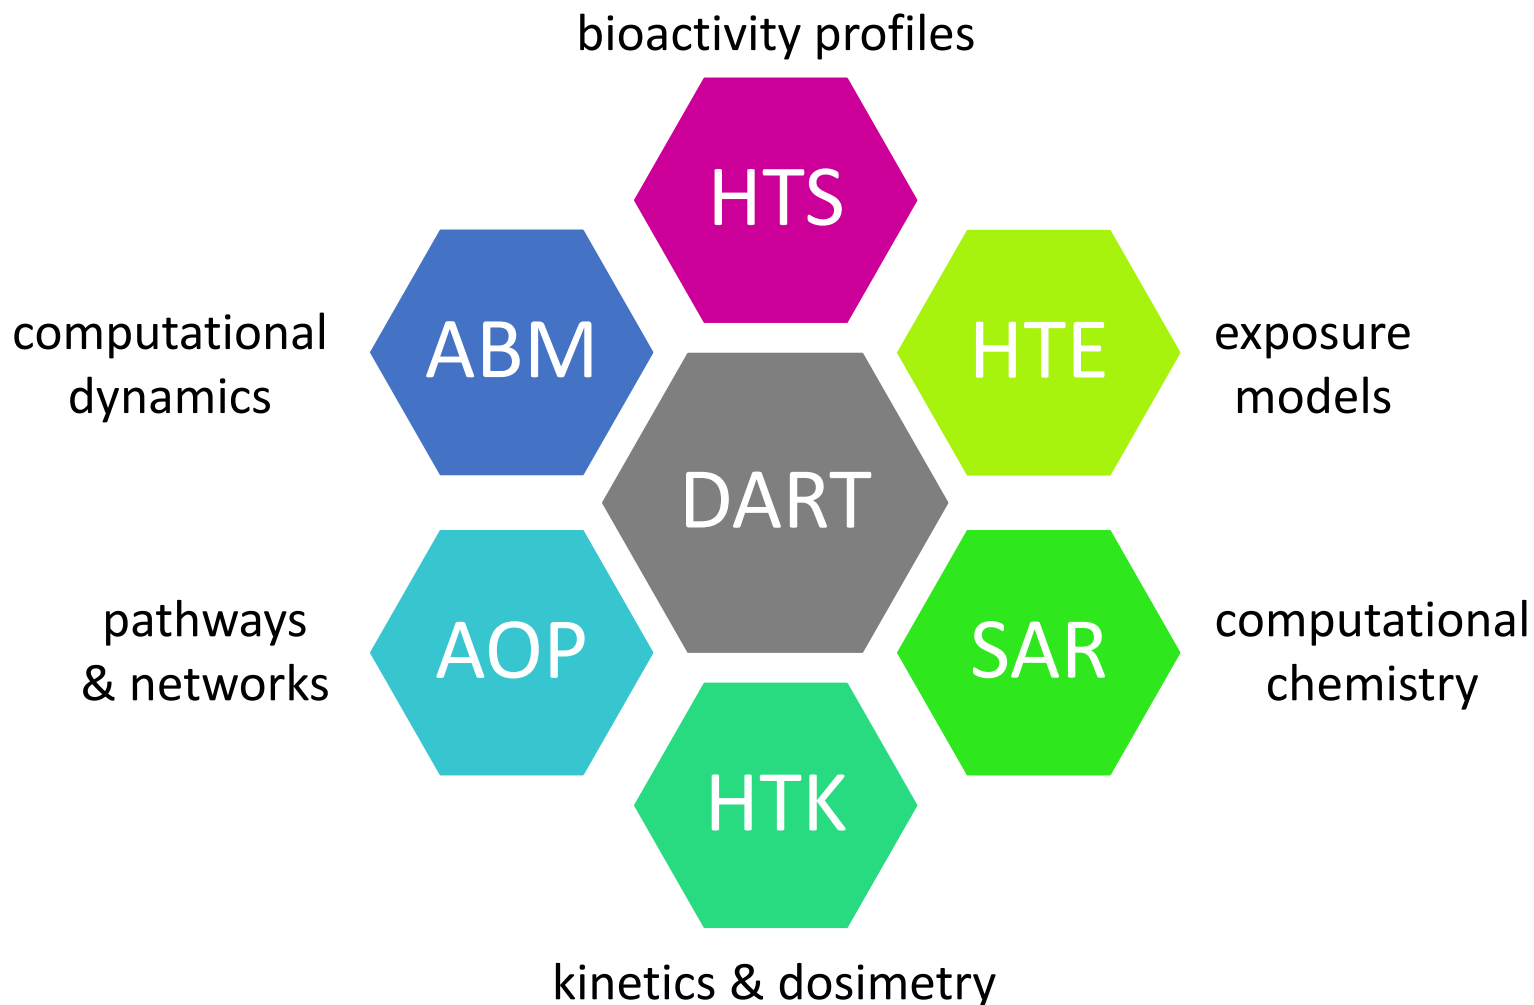 bioactivity profiles
HTS
ABM
HTE
computational
dynamics
exposure
models
DART
pathways
& networks
AOP
SAR
computational
chemistry
HTK
kinetics & dosimetry